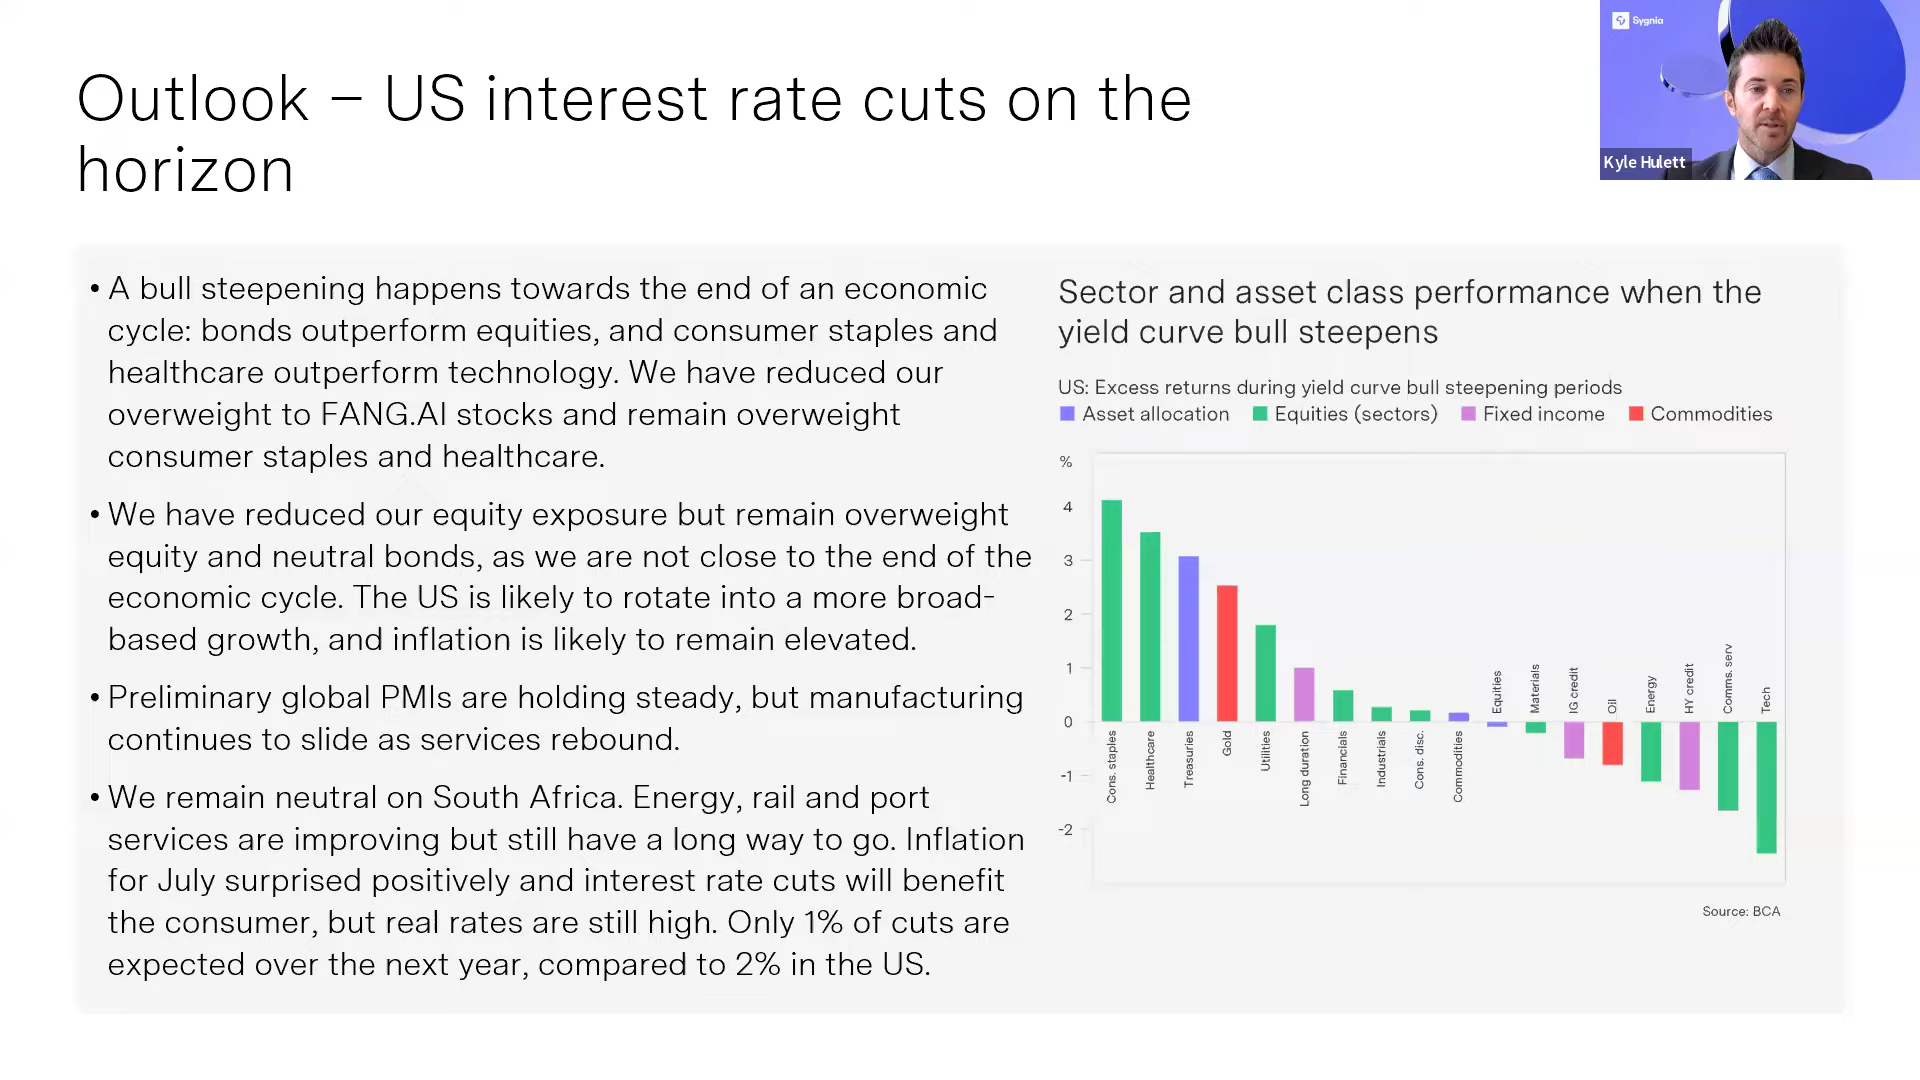 Sygnia
Kyle Hulett
Outlook – US interest rate cuts on the
horizon
• A bull steepening happens towards the end of an economic
cycle: bonds outperform equities, and consumer staples and
healthcare outperform technology. We have reduced our
overweight to FANG.AI stocks and remain overweight
consumer staples and healthcare.
• We have reduced our equity exposure but remain overweight
equity and neutral bonds, as we are not close to the end of the
economic cycle. The US is likely to rotate into a more broad-
based growth, and inflation is likely to remain elevated.
• Preliminary global PMIs are holding steady, but manufacturing
continues to slide as services rebound.
• We remain neutral on South Africa. Energy, rail and port
services are improving but still have a long way to go. Inflation
for July surprised positively and interest rate cuts will benefit
the consumer, but real rates are still high. Only 1% of cuts are
expected over the next year, compared to 2% in the US.
Sector and asset class performance when the
yield curve bull steepens
US: Excess returns during yield curve bull steepening periods
Asset allocation Equities (sectors) Fixed income Commodities
%
4
3
2
1
0
-1
-2
Cons. staples
Healthcare
Treasuries
Gold
Utilities
Long duration
Financials
Industrials
Cons. disc.
Commodities
Equities
Materials
IG credit
Oil
Energy
HY credit
Comms. serv
Tech
Source: BCA